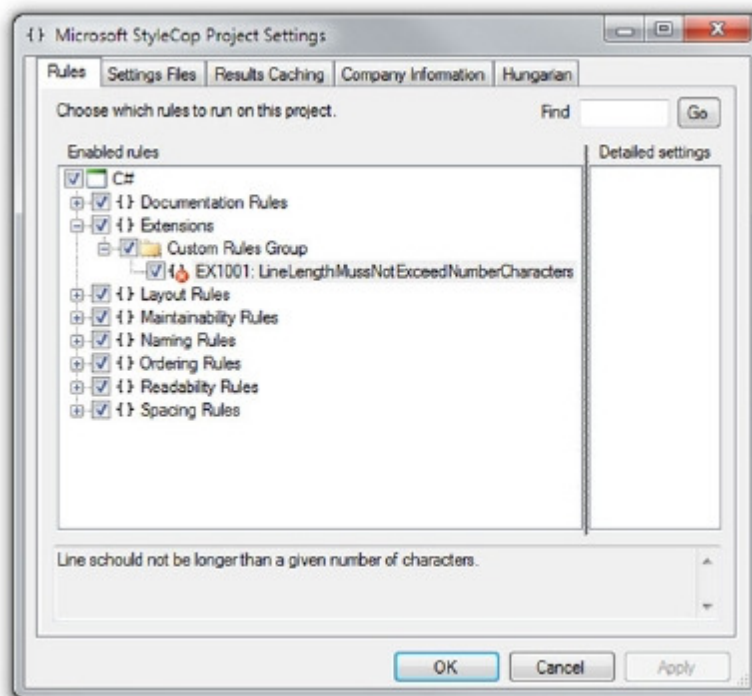 {} Microsoft StyleCop Project Settings
Rules Settings Files Results Caching Company Information Hungarian
Choose which rules to run on this project. Find Go
Enabled rules Detailed settings
C#
{} Documentation Rules
{} Extensions
Custom Rules Group
EX1001: LineLengthMussNotExceedNumberCharacters
{} Layout Rules
{} Maintainability Rules
{} Naming Rules
{} Ordering Rules
{} Readability Rules
{} Spacing Rules
Line schould not be longer than a given number of characters.
OK Cancel Apply